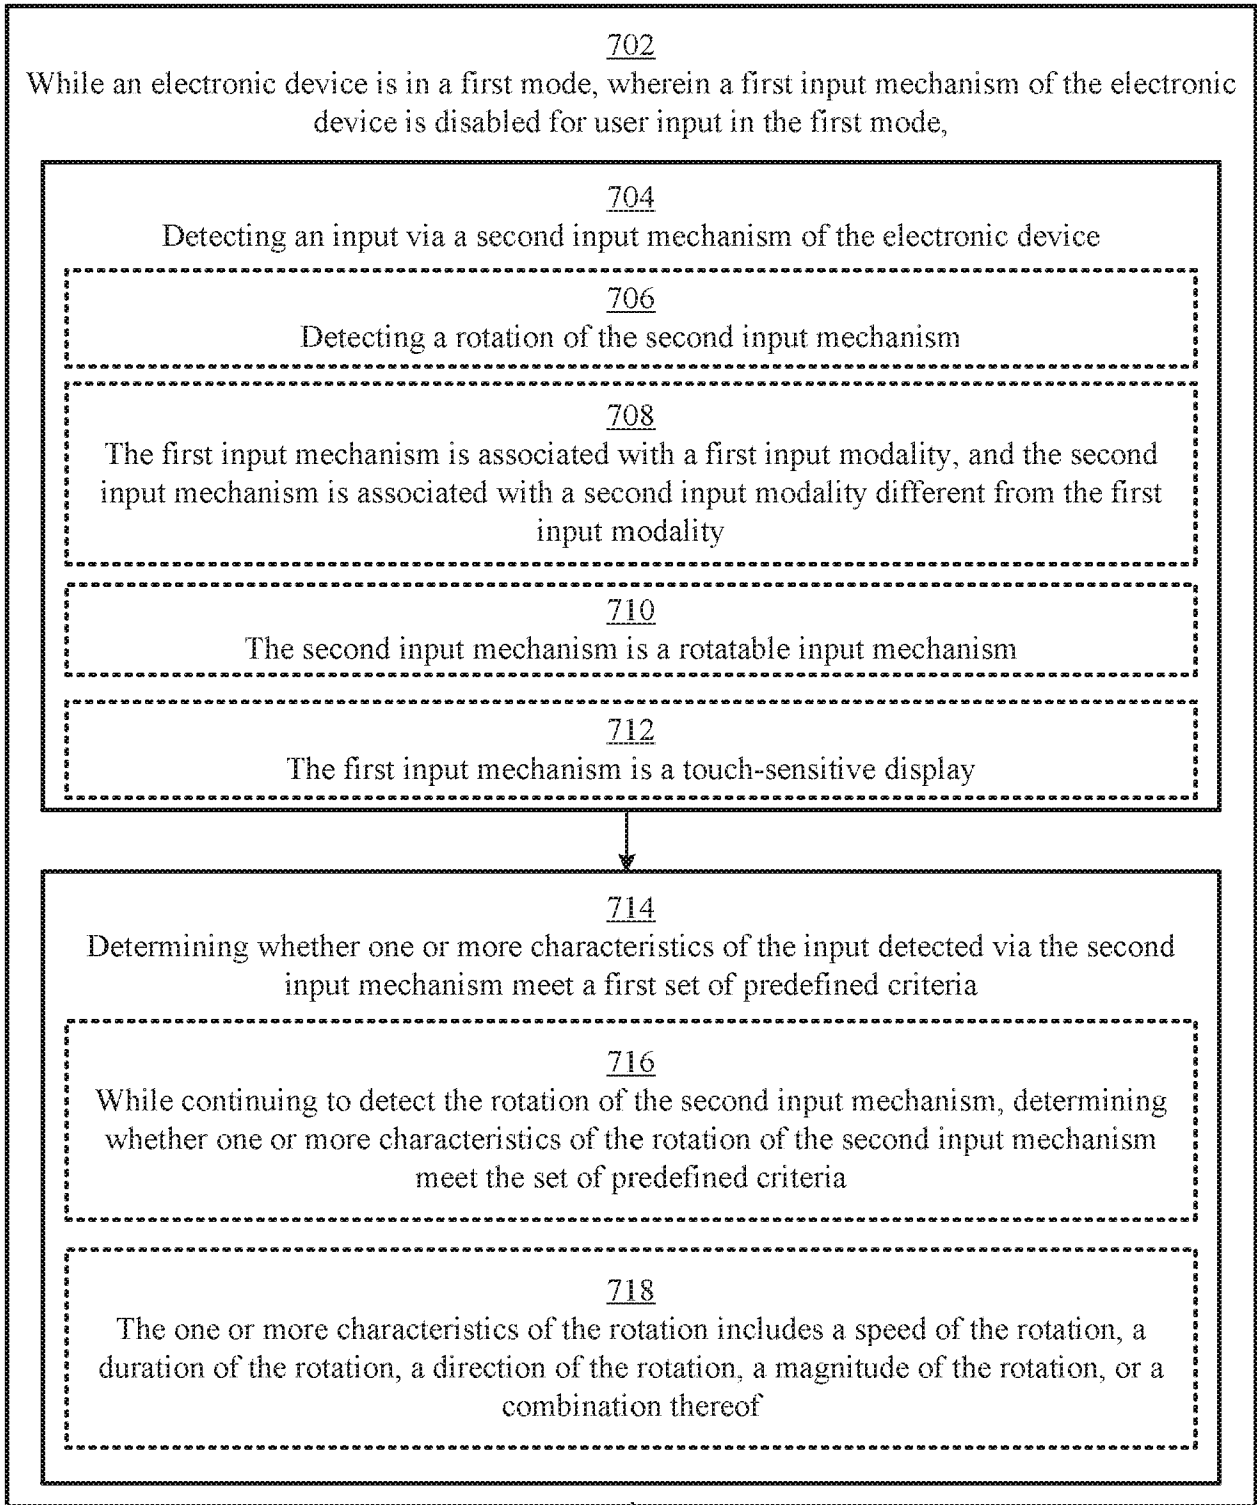 702
While an electronic device is in a first mode, wherein a first input mechanism of the electronic
device is disabled for user input in the first mode,
704
Detecting an input via a second input mechanism of the electronic device
706
Detecting a rotation of the second input mechanism
708
The first input mechanism is associated with a first input modality, and the second
input mechanism is associated with a second input modality different from the first
input modality
710
The second input mechanism is a rotatable input mechanism
712
The first input mechanism is a touch-sensitive display
714
Determining whether one or more characteristics of the input detected via the second
input mechanism meet a first set of predefined criteria
716
While continuing to detect the rotation of the second input mechanism, determining
whether one or more characteristics of the rotation of the second input mechanism
meet the set of predefined criteria
718
The one or more characteristics of the rotation includes a speed of the rotation, a
duration of the rotation, a direction of the rotation, a magnitude of the rotation, or a
combination thereof